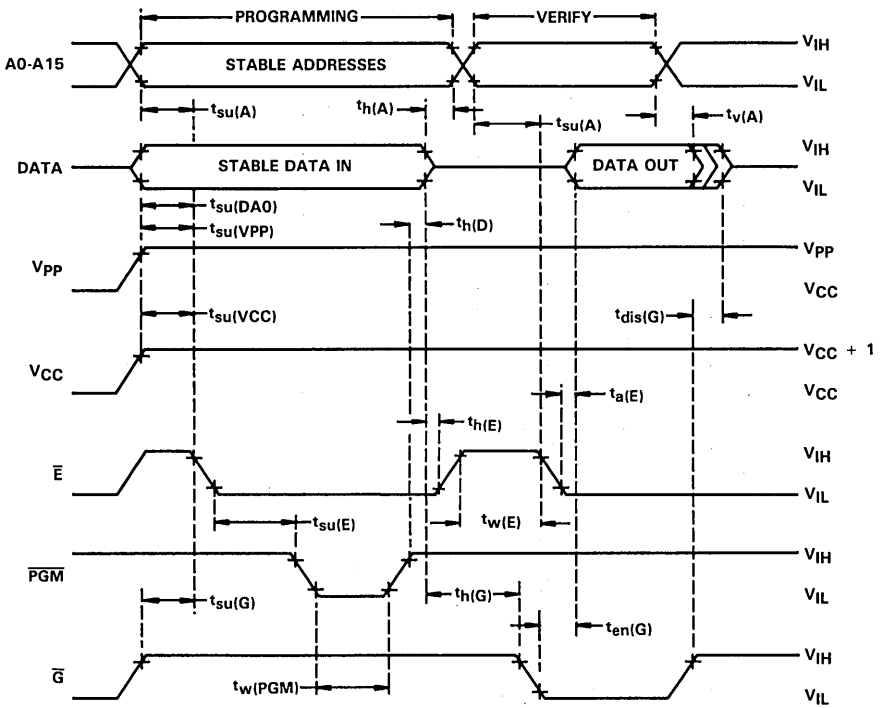 PROGRAMMING VERIFY
A0-A15 STABLE ADDRESSES VIH
VIL
tsu(A) th(A) tsu(A) tv(A)
DATA STABLE DATA IN DATA OUT VIH
VIL
tsu(DA0)
tsu(VPP) th(D)
VPP VPP
VCC
tsu(VCC) tdis(G)
VCC VCC + 1
VCC
ta(E)
th(E)
E̅ VIH
VIL
tsu(E) tw(E)
P̅G̅M̅ VIH
VIL
tsu(G) th(G)
ten(G)
G̅ VIH
VIL
tw(PGM)